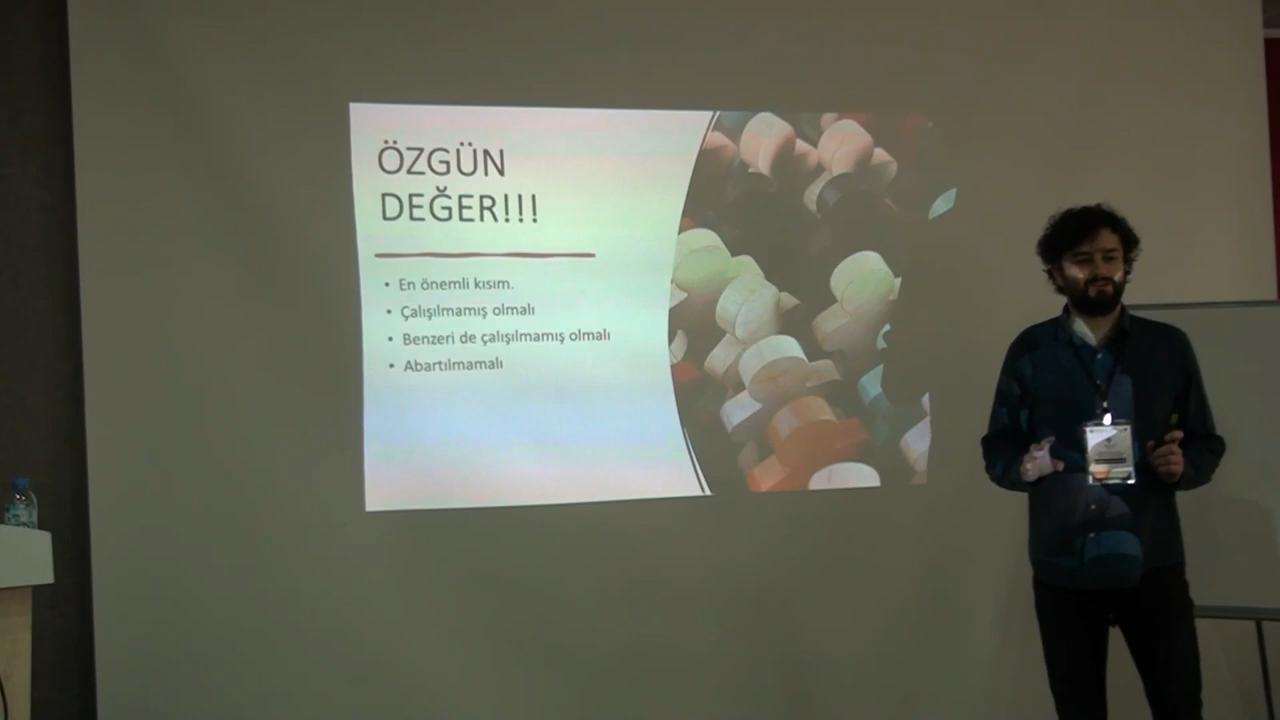 ÖZGÜN
DEĞER!!!
• En önemli kısım.
• Çalışılmamış olmalı
• Benzeri de çalışılmamış olmalı
• Abartılmamalı